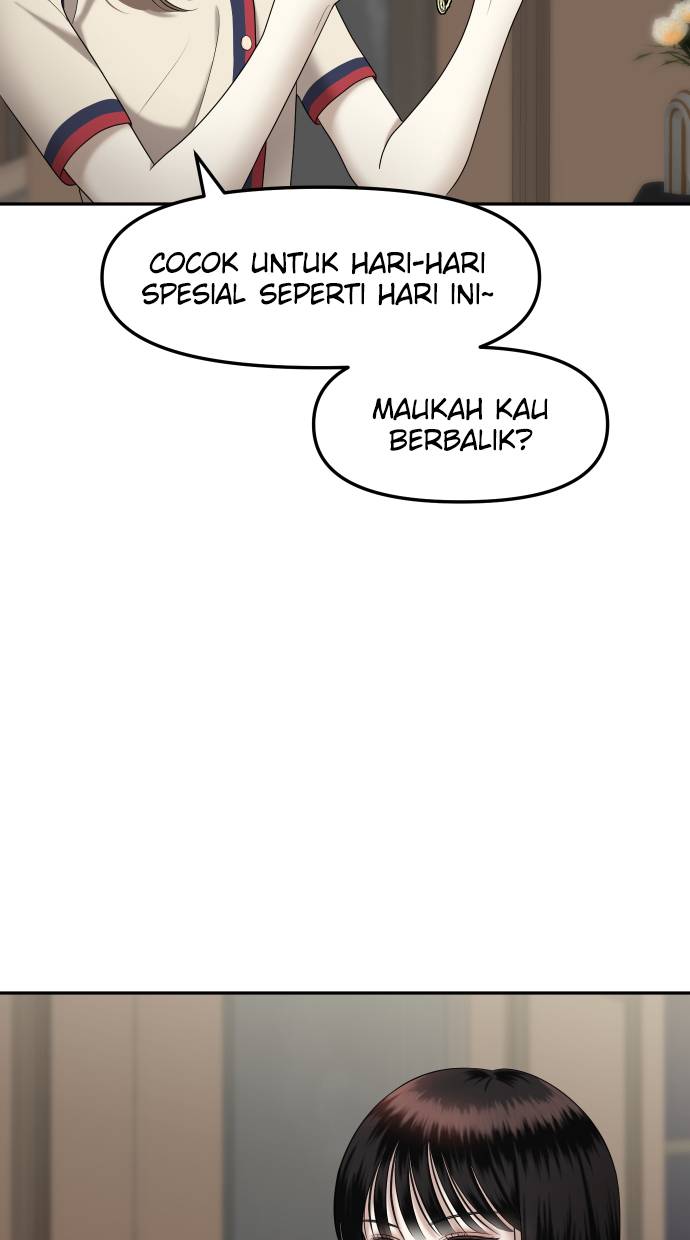 COCOK UNTUK HARI-HARI
SPESIAL SEPERTI HARI INI~
MAUKAH KAU
BERBALIK?